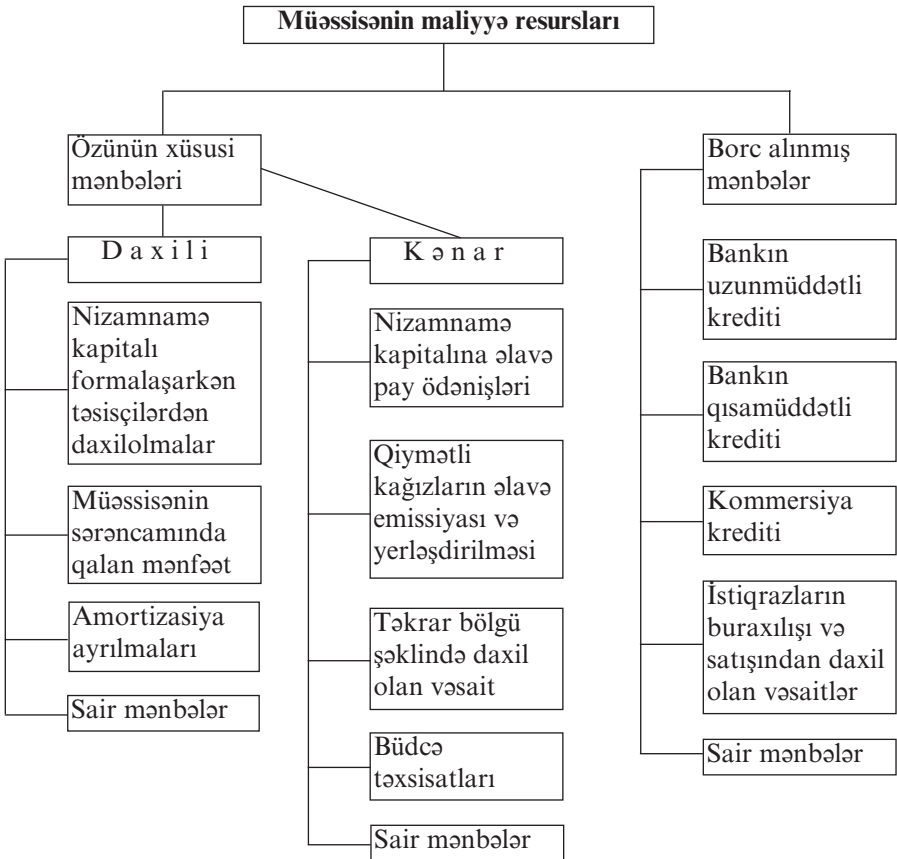 Müəssisənin maliyyə resursları
Özünün xüsusi
mənbələri
Borc alınmış
mənbələr
D a x i l i
Nizamnamə
kapitalı
formalaşarkən
təsisçilərdən
daxilolmalar
Müəssisənin
sərəncamında
qalan mənfəət
Amortizasiya
ayrılmaları
Sair mənbələr
K ə n a r
Nizamnamə
kapitalına əlavə
pay ödənişləri
Qiymətli
kağızların əlavə
emissiyası və
yerləşdirilməsi
Təkrar bölgü
şəklində daxil
olan vəsait
Büdcə
təxsisatları
Sair mənbələr
Bankın
uzunmüddətli
krediti
Bankın
qısamüddətli
krediti
Kommersiya
krediti
İstiqrazların
buraxılışı və
satışından daxil
olan vəsaitlər
Sair mənbələr